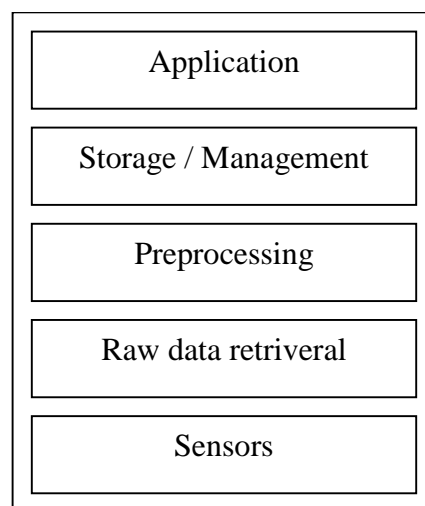 Application
Storage / Management
Preprocessing
Raw data retriveral
Sensors